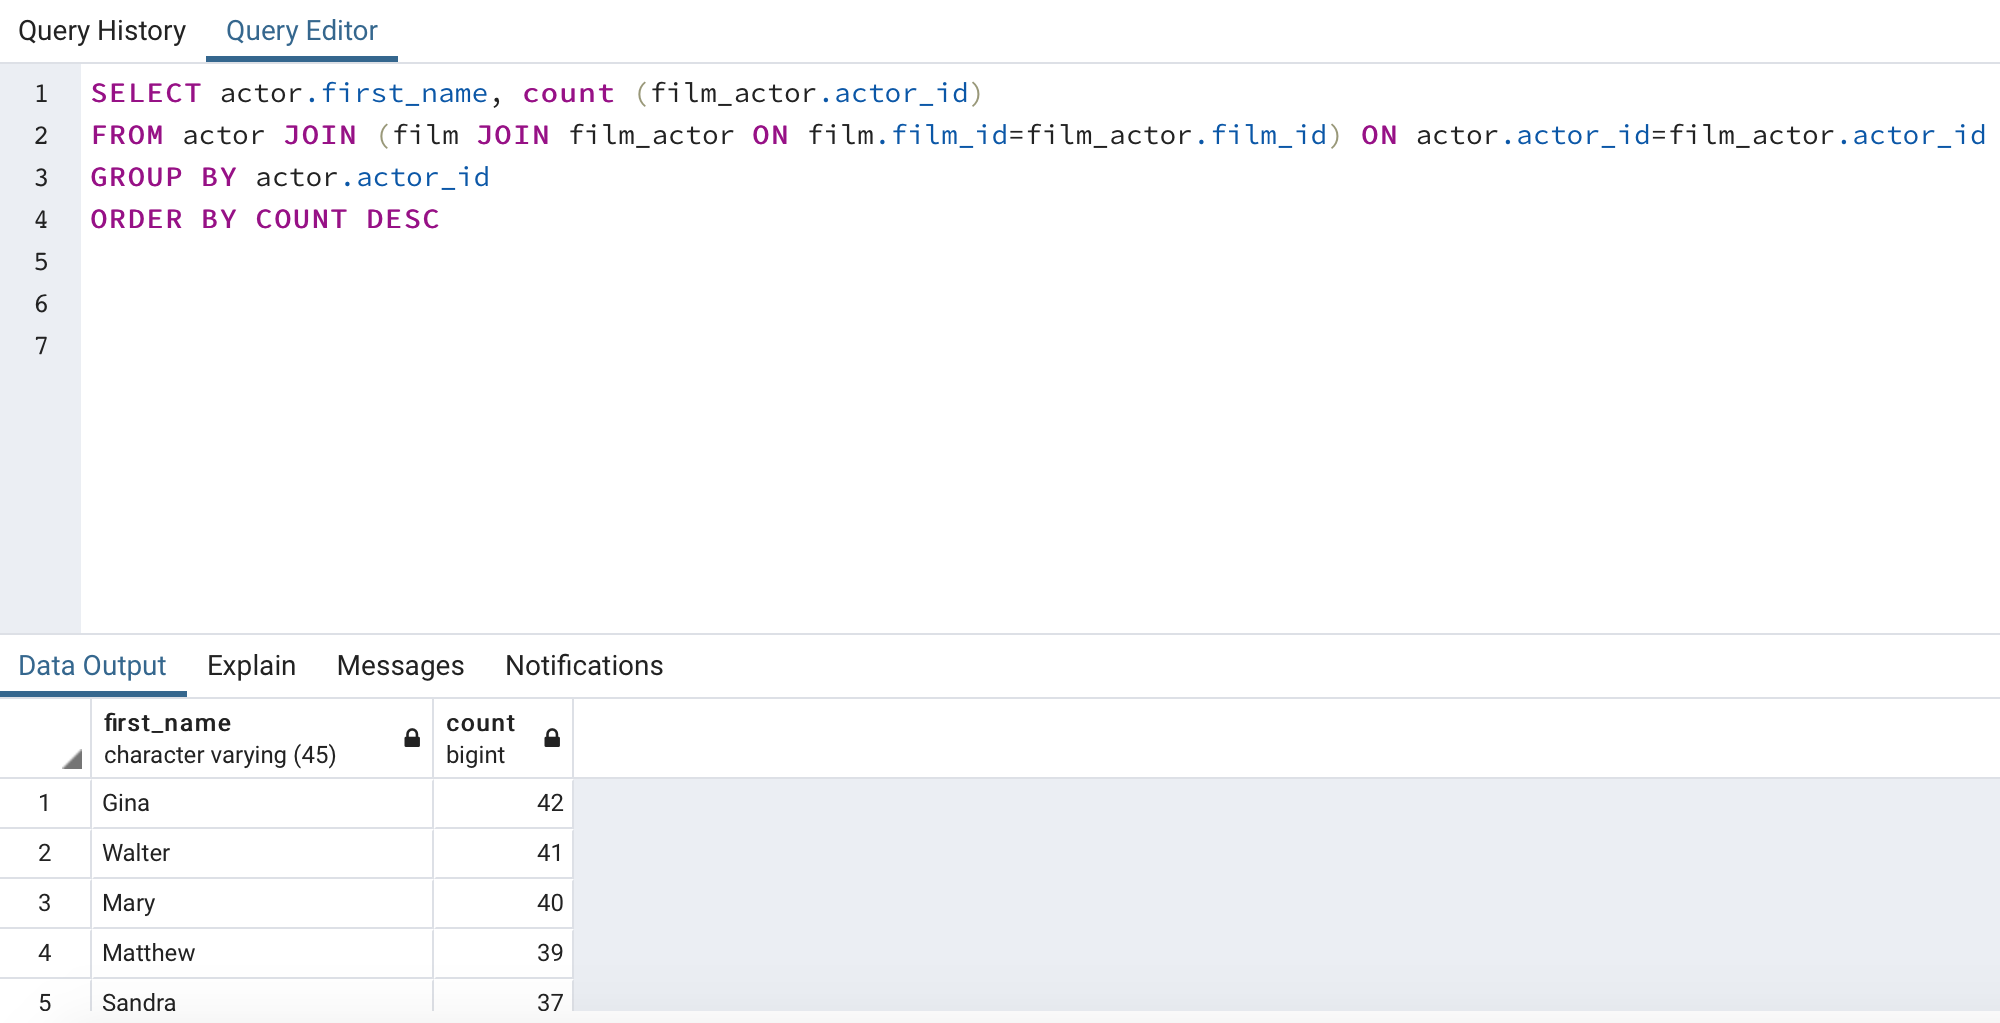 Query History Query Editor
1 SELECT actor.first_name, count (film_actor.actor_id)
2 FROM actor JOIN (film JOIN film_actor ON film.film_id=film_actor.film_id) ON actor.actor_id=film_actor.actor_id
3 GROUP BY actor.actor_id
4 ORDER BY COUNT DESC
5
6
7
Data Output Explain Messages Notifications
first_name count
character varying (45) bigint
1 Gina 42
2 Walter 41
3 Mary 40
4 Matthew 39
5 Sandra 37